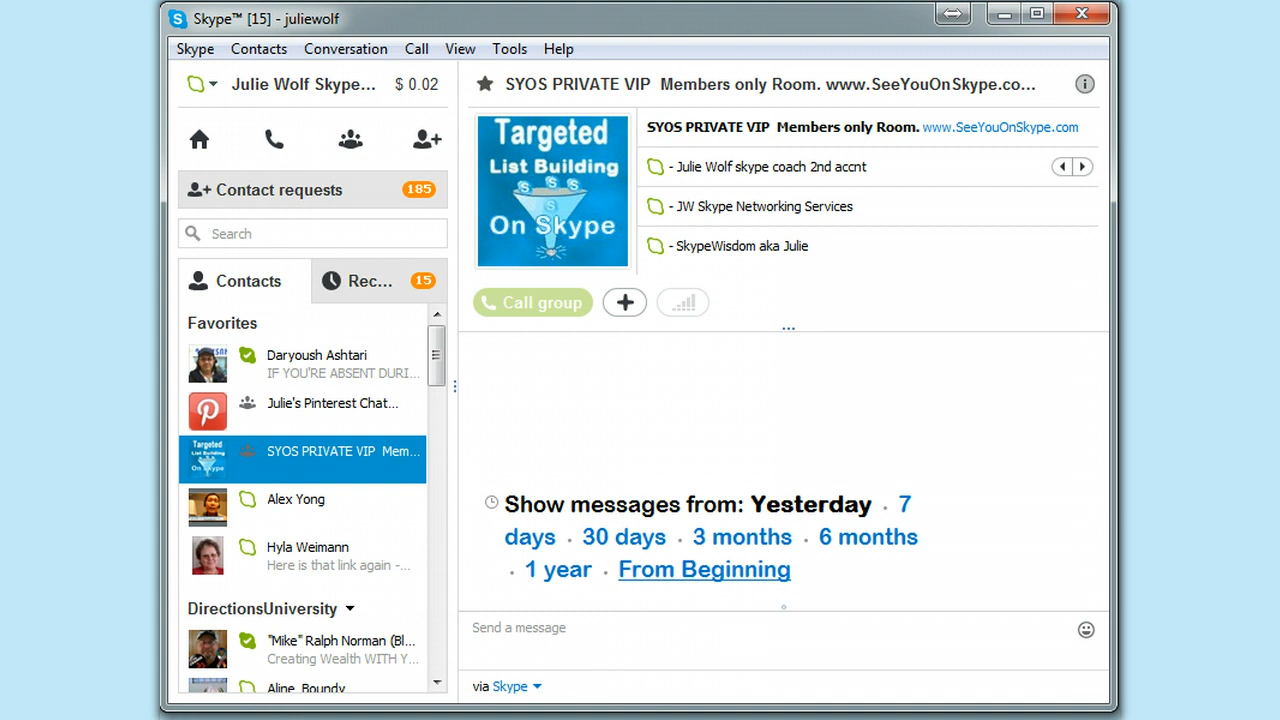 Skype™ [15] - juliewolf
Skype Contacts Conversation Call View Tools Help
Julie Wolf Skype... $ 0.02
Contact requests 185
Search
Contacts Rec... 15
Favorites
Daryoush Ashtari
IF YOU'RE ABSENT DURI...
Julie's Pinterest Chat...
SYOS PRIVATE VIP Mem...
Alex Yong
Hyla Weimann
Here is that link again -...
DirectionsUniversity
"Mike" Ralph Norman (Bl...
Creating Wealth WITH Y...
Aline Boundy
SYOS PRIVATE VIP Members only Room. www.SeeYouOnSkype.co...
Targeted
List Building
On Skype
SYOS PRIVATE VIP Members only Room. www.SeeYouOnSkype.com
- Julie Wolf skype coach 2nd accnt
- JW Skype Networking Services
- SkypeWisdom aka Julie
Call group
Show messages from: Yesterday . 7
days . 30 days . 3 months . 6 months
. 1 year . From Beginning
Send a message
via Skype